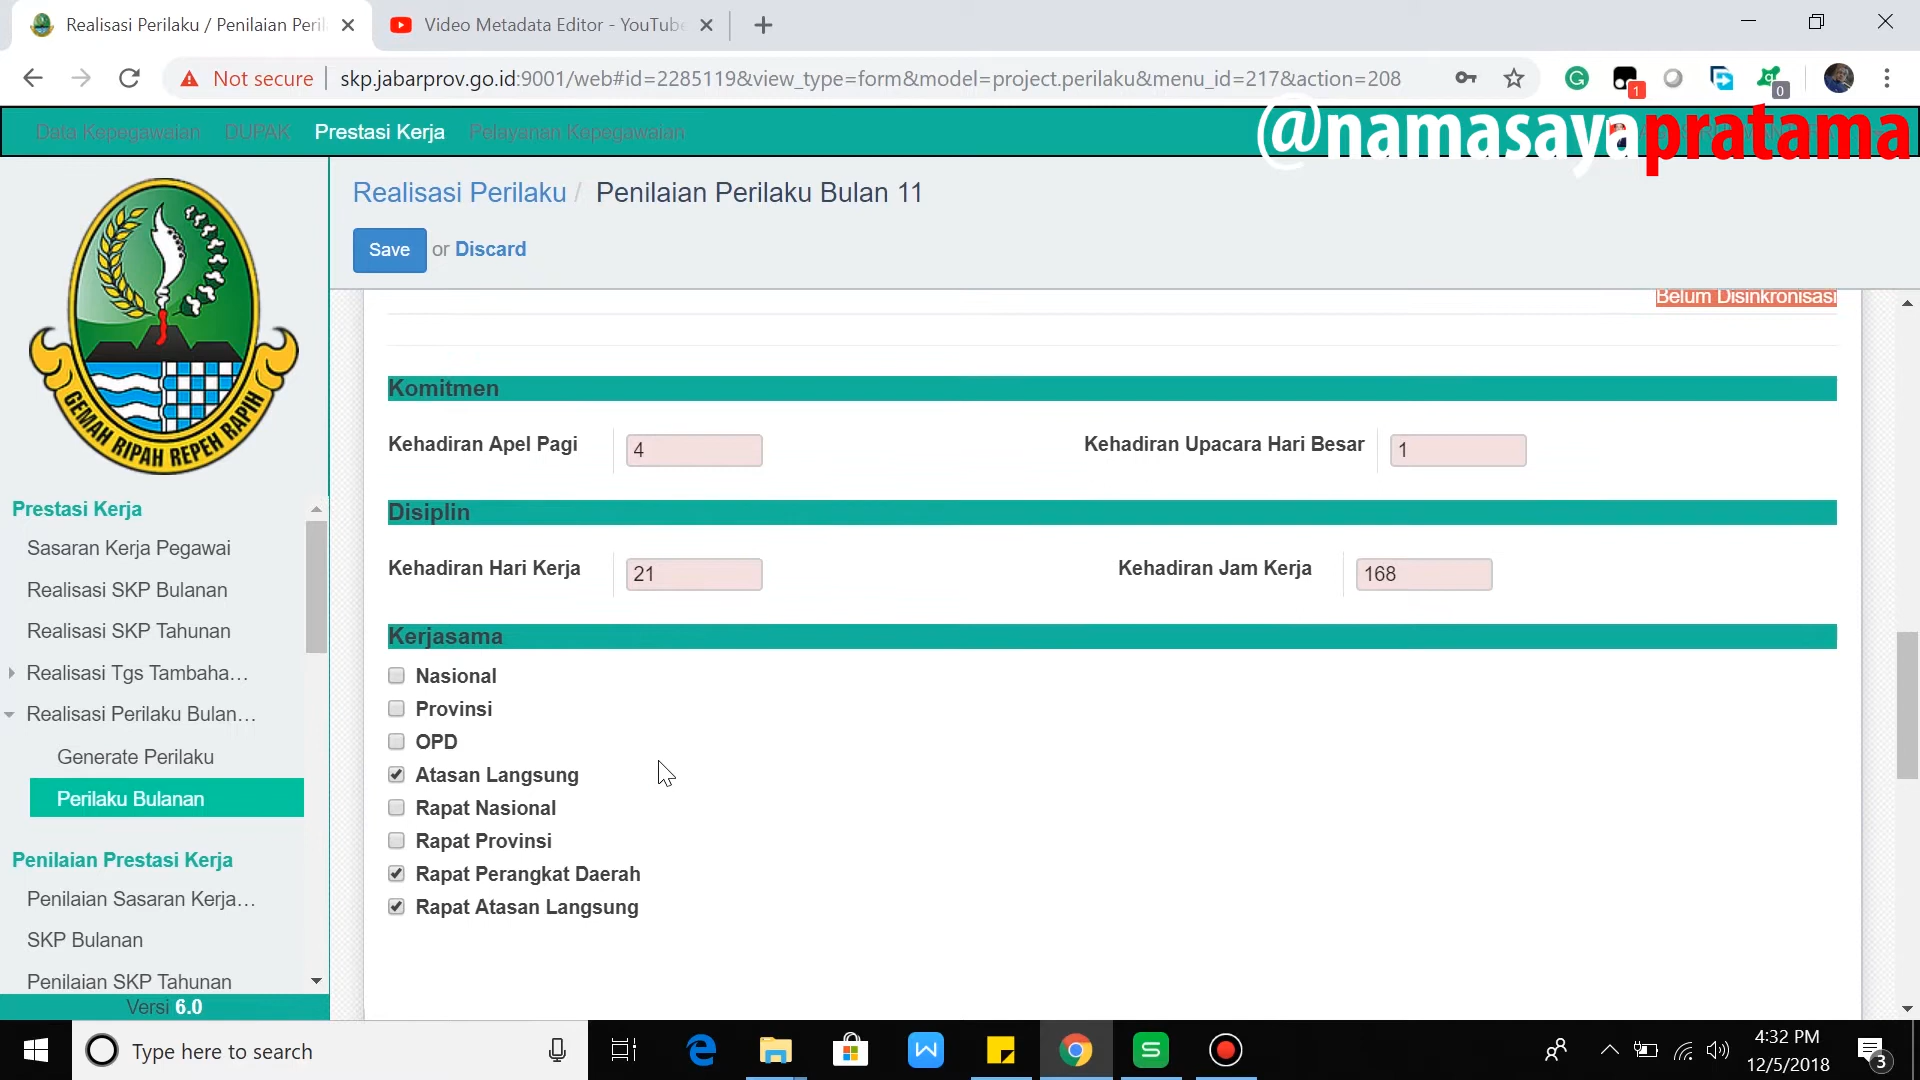 Realisasi Perilaku / Penilaian Peril
Video Metadata Editor - YouTube
Not secure
skp.jabarprov.go.id:9001/web#id=2285119&view_type=form&model=project.perilaku&menu_id=217&action=208
1
0
Data Kepegawaian
DUPAK
Prestasi Kerja
Pelayanan Kepegawaian
@namasayapratama
GEMAH RIPAH REPEH RAPIH
Realisasi Perilaku / Penilaian Perilaku Bulan 11
Save or Discard
Belum Disinkronisasi
Komitmen
Kehadiran Apel Pagi 4
Kehadiran Upacara Hari Besar 1
Disiplin
Kehadiran Hari Kerja 21
Kehadiran Jam Kerja 168
Kerjasama
Nasional
Provinsi
OPD
Atasan Langsung
Rapat Nasional
Rapat Provinsi
Rapat Perangkat Daerah
Rapat Atasan Langsung
Prestasi Kerja
Sasaran Kerja Pegawai
Realisasi SKP Bulanan
Realisasi SKP Tahunan
Realisasi Tgs Tambaha...
Realisasi Perilaku Bulan...
Generate Perilaku
Perilaku Bulanan
Penilaian Prestasi Kerja
Penilaian Sasaran Kerja...
SKP Bulanan
Penilaian SKP Tahunan
Versi 6.0
Type here to search
4:32 PM
12/5/2018
3